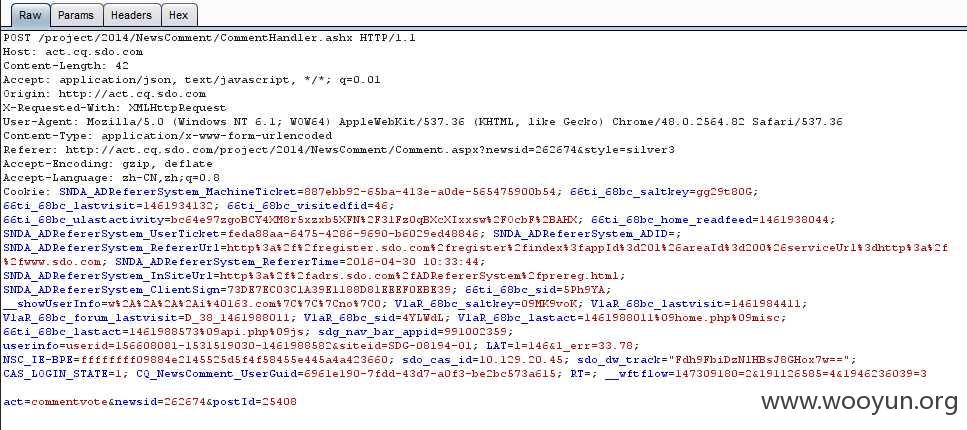 Raw Params Headers Hex
POST /project/2014/NewsComment/CommentHandler.ashx HTTP/1.1
Host: act.cq.sdo.com
Content-Length: 42
Accept: application/json, text/javascript, */*; q=0.01
Origin: http://act.cq.sdo.com
X-Requested-With: XMLHttpRequest
User-Agent: Mozilla/5.0 (Windows NT 6.1; WOW64) AppleWebKit/537.36 (KHTML, like Gecko) Chrome/48.0.2564.82 Safari/537.36
Content-Type: application/x-www-form-urlencoded
Referer: http://act.cq.sdo.com/project/2014/NewsComment/Comment.aspx?newsid=262674&style=silver3
Accept-Encoding: gzip, deflate
Accept-Language: zh-CN,zh;q=0.8
Cookie: SNDA_ADRefererSystem_MachineTicket=887ebb92-65ba-413e-a0de-565475900b54; 66ti_68bc_saltkey=gg29t80G;
66ti_68bc_lastvisit=1461934132; 66ti_68bc_visitedfid=46;
66ti_68bc_ulastactivity=bc64e97zgoBCY4XM8r5xzxb5XFN%2F31Fz0qBXcXIxxsw%2F0cbF%2BAHX; 66ti_68bc_home_readfeed=1461938044;
SNDA_ADRefererSystem_UserTicket=feda88aa-6475-4286-9690-b6029ed48846; SNDA_ADRefererSystem_ADID=;
SNDA_ADRefererSystem_RefererUrl=http%3a%2f%2fregister.sdo.com%2fregister%2findex%3fappId%3d201%26areaId%3d200%26serviceUrl%3dhttp%3a%2f%
2fwww.sdo.com; SNDA_ADRefererSystem_RefererTime=2016-04-30 10:33:44;
SNDA_ADRefererSystem_InSiteUrl=http%3a%2f%2fadrs.sdo.com%2fADRefererSystem%2fprereg.html;
SNDA_ADRefererSystem_ClientSign=73DE7EC03C1A39E1188D81EEEF0EBE39; 66ti_68bc_sid=5Ph9YA;
__showUserInfo=w%2A%2A%2A%2Ai%40163.com%7C%7C%7Cno%7C0; VlaR_68bc_saltkey=09MK9voK; VlaR_68bc_lastvisit=1461984411;
VlaR_68bc_forum_lastvisit=D_38_1461988011; VlaR_68bc_sid=4YLWdL; VlaR_68bc_lastact=1461988011%09home.php%09misc;
66ti_68bc_lastact=1461988573%09api.php%09js; sdg_nav_bar_appid=991002359;
userinfo=userid=156608081-1531519030-1461988582&siteid=SDG-08194-01; LAT=1=146&1_err=33.78;
NSC_IE-BPE=ffffffff09884e2145525d5f4f58455e445a4a423660; sdo_cas_id=10.129.20.45; sdo_dw_track="Fdh9FbiDzN1HBsJ8GHox7w==";
CAS_LOGIN_STATE=1; CQ_NewsComment_UserGuid=6961e190-7fdd-43d7-a0f3-be2bc573a615; RT=; __wftflow=147309180=2&191126585=4&1946236039=3
act=commentvote&newsid=262674&postId=25408
www.wooyun.org